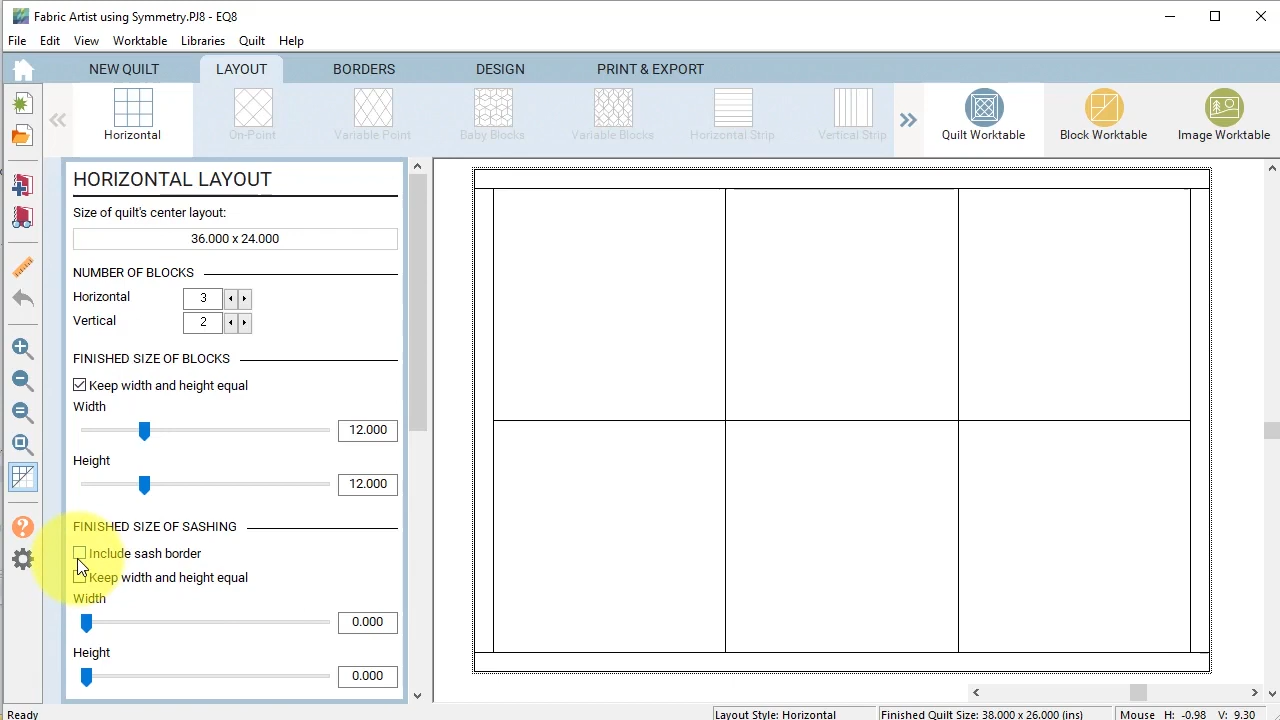 Fabric Artist using Symmetry.PJ8 - EQ8
File Edit View Worktable Libraries Quilt Help
NEW QUILT LAYOUT BORDERS DESIGN PRINT & EXPORT
Horizontal On-Point Variable Point Baby Blocks Variable Blocks Horizontal Strip Vertical Strip Quilt Worktable Block Worktable Image Worktable
HORIZONTAL LAYOUT
Size of quilt's center layout:
36.000 x 24.000
NUMBER OF BLOCKS
Horizontal 3
Vertical 2
FINISHED SIZE OF BLOCKS
Keep width and height equal
Width
12.000
Height
12.000
FINISHED SIZE OF SASHING
Include sash border
Keep width and height equal
Width
0.000
Height
0.000
Ready Layout Style: Horizontal Finished Quilt Size: 38.000 x 26.000 (ins) Mouse H: -0.98 V: 9.30